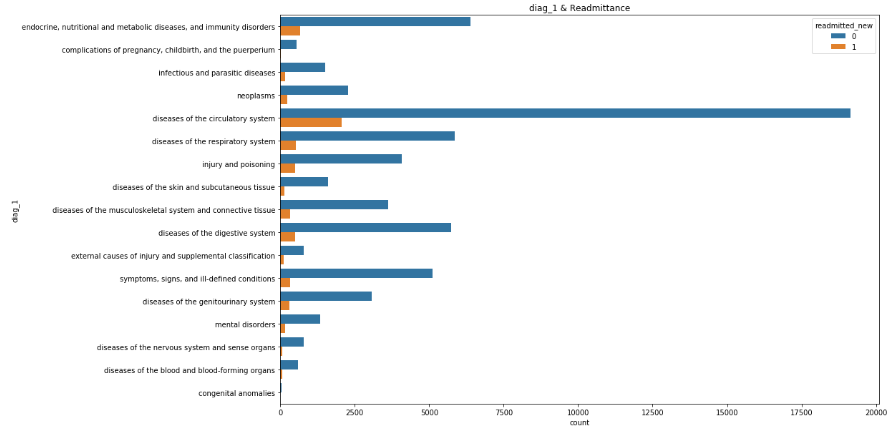 diag_1 & Readmittance
readmitted_new
0
1
diag_1
endocrine, nutritional and metabolic diseases, and immunity disorders
complications of pregnancy, childbirth, and the puerperium
infectious and parasitic diseases
neoplasms
diseases of the circulatory system
diseases of the respiratory system
injury and poisoning
diseases of the skin and subcutaneous tissue
diseases of the musculoskeletal system and connective tissue
diseases of the digestive system
external causes of injury and supplemental classification
symptoms, signs, and ill-defined conditions
diseases of the genitourinary system
mental disorders
diseases of the nervous system and sense organs
diseases of the blood and blood-forming organs
congenital anomalies
0 2500 5000 7500 10000 12500 15000 17500 20000
count